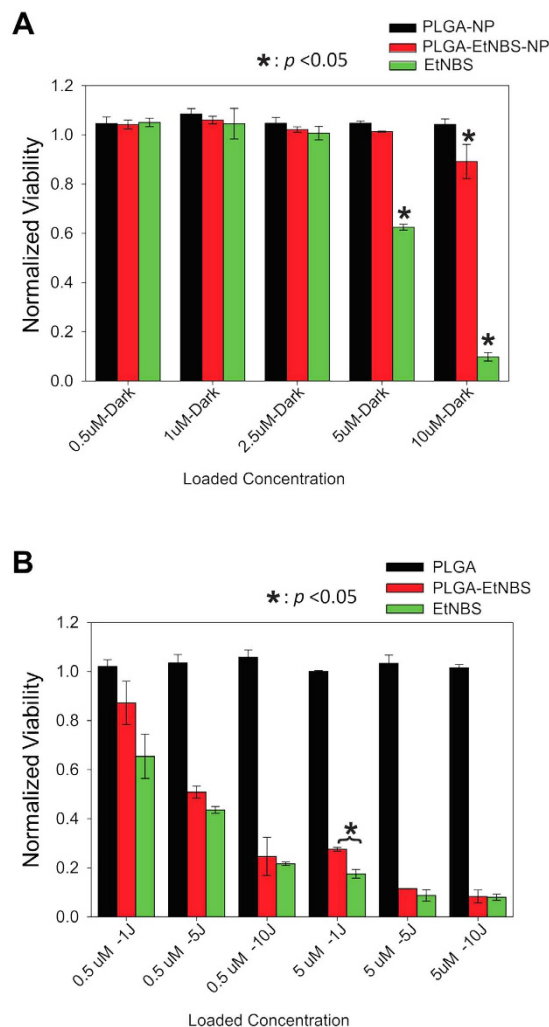 A
PLGA-NP
PLGA-EtNBS-NP
EtNBS
*: p <0.05
1.2
1.0
0.8
0.6
0.4
0.2
0.0
Normalized Viability
*
*
*
0.5uM-Dark
1uM-Dark
2.5uM-Dark
5uM-Dark
10uM-Dark
Loaded Concentration
B
PLGA
PLGA-EtNBS
EtNBS
*: p <0.05
1.2
1.0
0.8
0.6
0.4
0.2
0.0
Normalized Viability
*
0.5 uM -1J
0.5 uM -5J
0.5 uM -10J
5 uM -1J
5 uM -5J
5uM -10J
Loaded Concentration